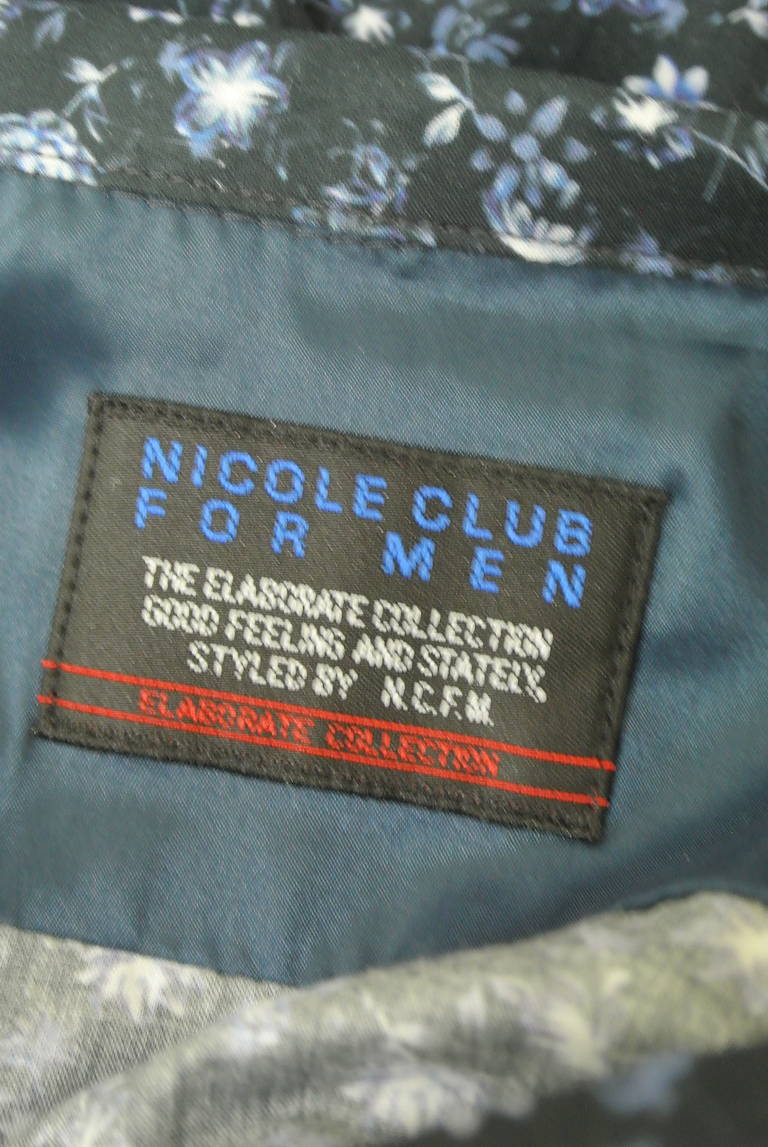 NICOLE CLUB
FOR MEN
THE ELABORATE COLLECTION
GOOD FEELING AND STATELY,
STYLED BY N.C.F.M.
ELABORATE COLLECTION